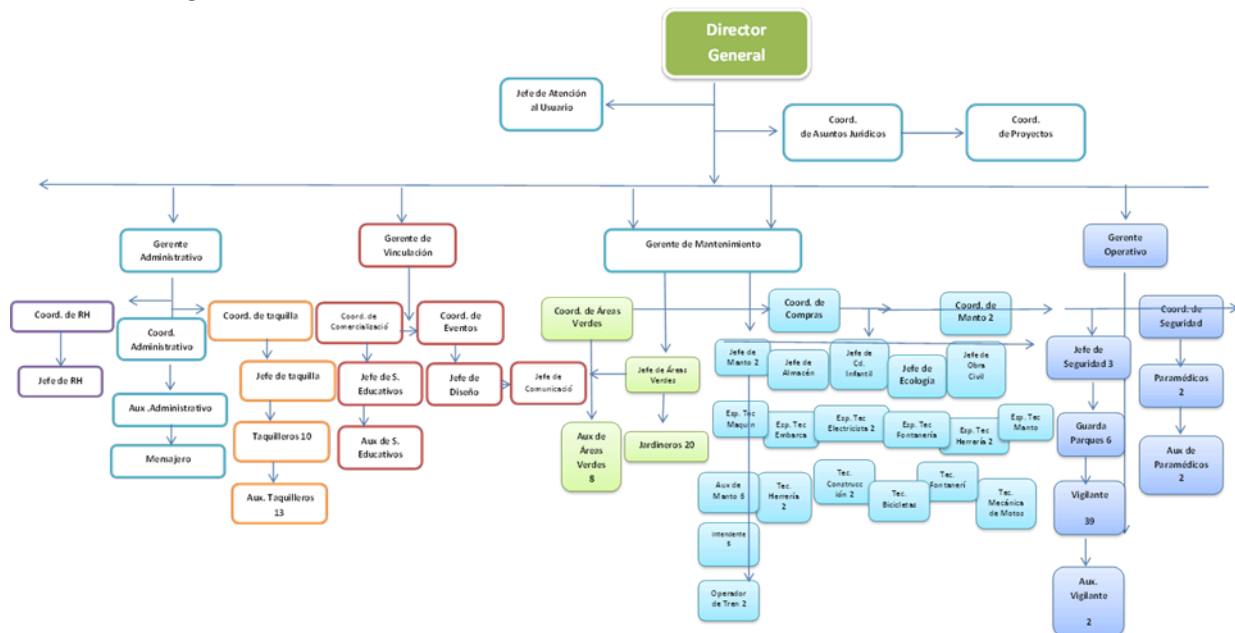 Director
General
Jefe de Atención
al Usuario
Coord.
de Asuntos Jurídicos
Coord.
de Proyectos
Gerente
Administrativo
Gerente de
Vinculación
Gerente de Mantenimiento
Gerente
Operativo
Coord. de RH
Coord.
Administrativo
Coord. de taquilla
Coord. de
Comercializació
Coord. de
Eventos
Coord. de Áreas
Verdes
Coord. de
Compras
Coord. de
Manto 2
Coord. de
Seguridad
Jefe de RH
Jefe de taquilla
Jefe de S.
Educativos
Jefe de
Diseño
Jefe de
Comunicació
Jefe de Áreas
Verdes
Jefe de
Manto 2
Jefe de
Almacén
Jefe de
Cd.
Infantil
Jefe de
Ecología
Jefe de
Obra
Civil
Jefe de
Seguridad 3
Paramédicos
2
Aux .Administrativo
Mensajero
Taquilleros 10
Aux. Taquilleros
13
Aux de S.
Educativos
Aux de
Áreas
Verdes
8
Jardineros 20
Esp. Tec
Maquin
Esp. Tec
Embarca
Esp. Tec
Electricista 2
Esp. Tec
Fontanería
Esp. Tec
Herrería 2
Esp. Tec
Manto
Guarda
Parques 6
Aux de
Paramédicos
2
Aux de
Manto 6
Tec.
Herrería
2
Tec.
Construcc
ión 2
Tec.
Bicicletas
Tec.
Fontanerí
Tec.
Mecánica
de Motos
Vigilante
39
Intendente
Operador
de Tren 2
Aux.
Vigilante
2